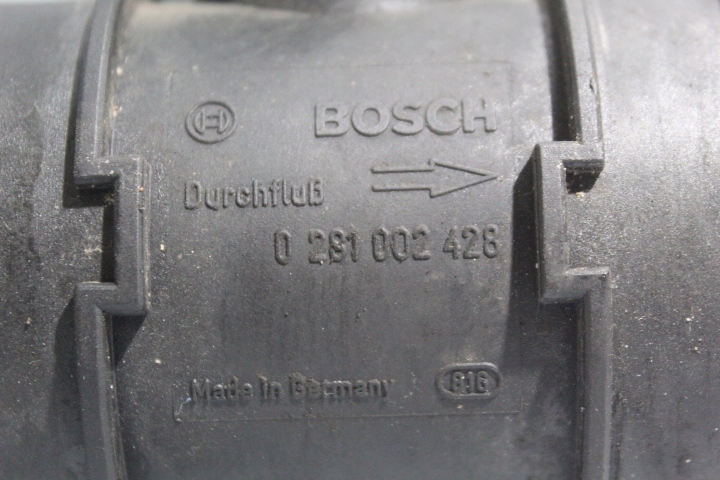 BOSCH
Durchfluß
0 281 002 428
Made in Germany